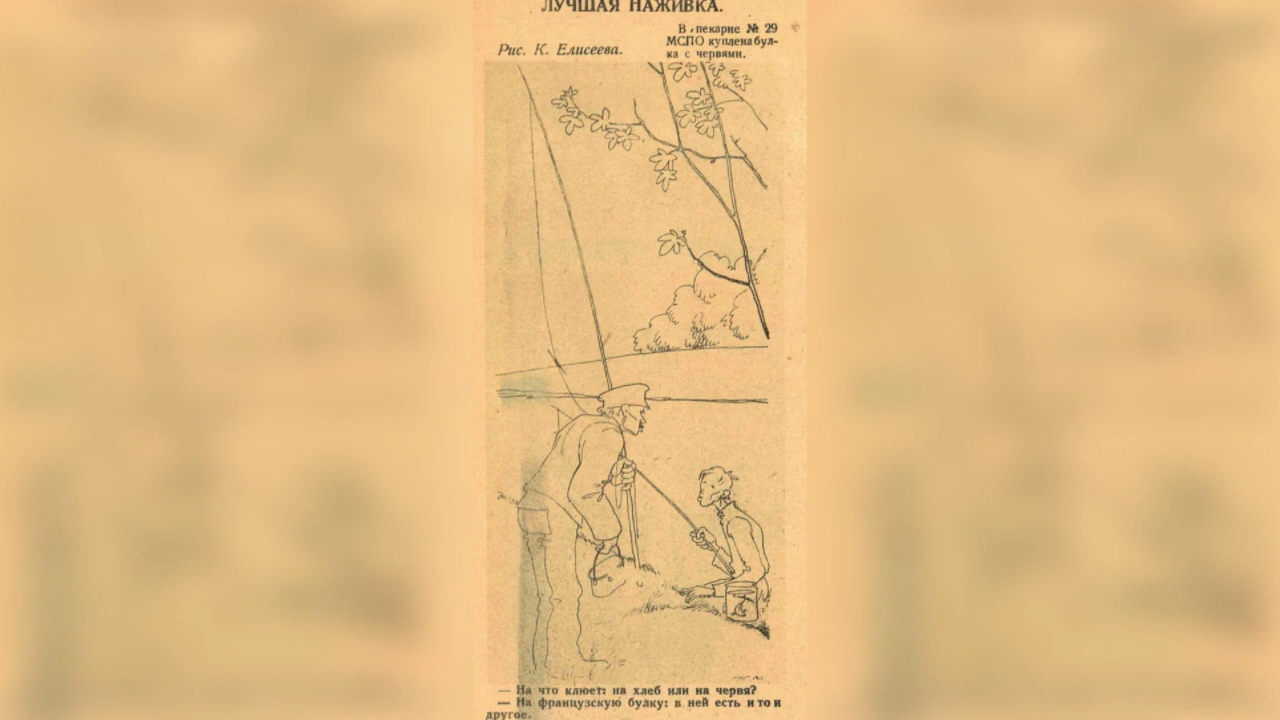 ЛУЧШАЯ НАЖИВКА.
Рис. К. Елисеева.
В пекарне № 29
МСПО куплена бул-
ка с червями.
— На что клюет: на хлеб или на червя?
— На французскую булку: в ней есть и то и
другое.